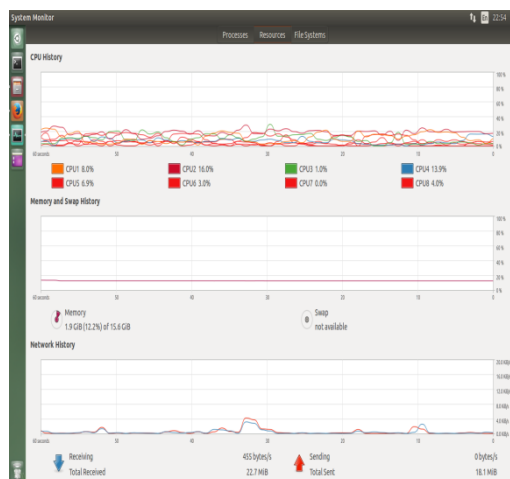 System Monitor En 22:54
Processes Resources File Systems
CPU History
100 %
80 %
60 %
40 %
20 %
0 %
60 seconds 50 40 30 20 10 0
CPU1 8.0% CPU2 16.0% CPU3 1.0% CPU4 13.9%
CPU5 6.9% CPU6 3.0% CPU7 0.0% CPU8 4.0%
Memory and Swap History
100 %
80 %
60 %
40 %
20 %
0 %
60 seconds 50 40 30 20 10 0
Memory Swap
1.9 GiB (12.2%) of 15.6 GiB not available
Network History
60 seconds 50 40 30 20 10 0
Receiving 455 bytes/s Sending 0 bytes/s
Total Received 22.7 MiB Total Sent 18.1 MiB